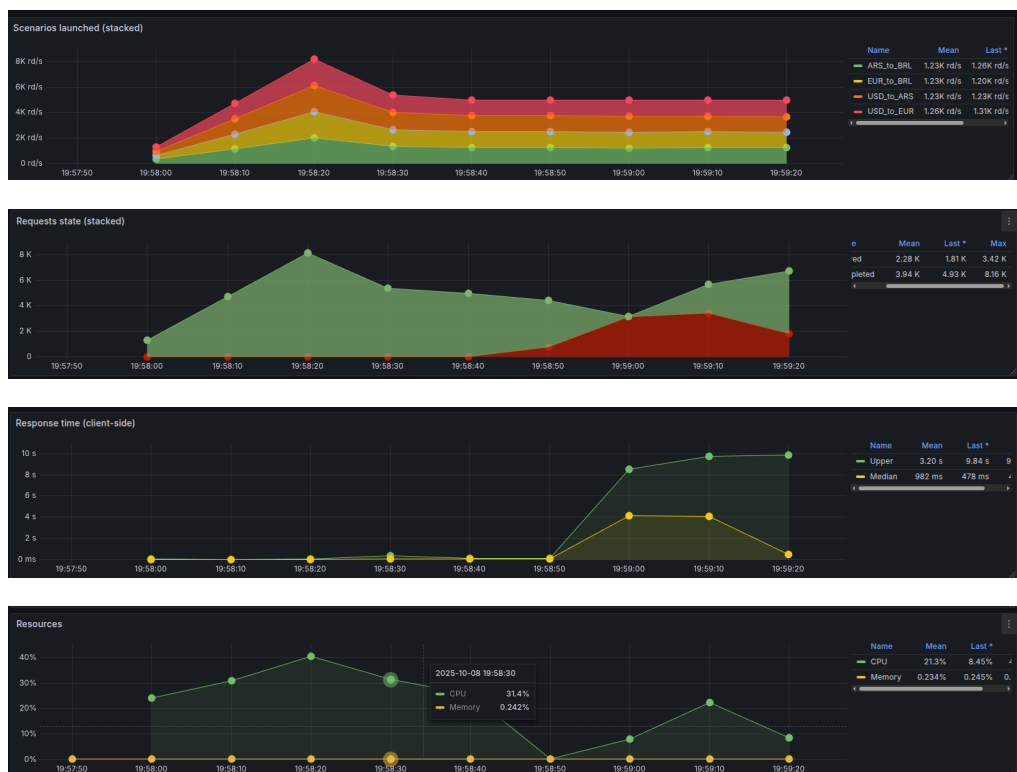 Scenarios launched (stacked)
Name Mean Last *
8K rd/s
ARS_to_BRL 1.23K rd/s 1.26K rd/s
6K rd/s
EUR_to_BRL 1.23K rd/s 1.20K rd/s
4K rd/s
USD_to_ARS 1.23K rd/s 1.23K rd/s
2K rd/s
USD_to_EUR 1.26K rd/s 1.31K rd/s
0 rd/s
19:57:50 19:58:00 19:58:10 19:58:20 19:58:30 19:58:40 19:58:50 19:59:00 19:59:10 19:59:20
Requests state (stacked)
e Mean Last * Max
8 K
red 2.28 K 1.81 K 3.42 K
6 K
pleted 3.94 K 4.93 K 8.16 K
4 K
2 K
0
19:57:50 19:58:00 19:58:10 19:58:20 19:58:30 19:58:40 19:58:50 19:59:00 19:59:10 19:59:20
Response time (client-side)
Name Mean Last *
10 s
Upper 3.20 s 9.84 s 9
8 s
Median 982 ms 478 ms
6 s
4 s
2 s
0 ms
19:57:50 19:58:00 19:58:10 19:58:20 19:58:30 19:58:40 19:58:50 19:59:00 19:59:10 19:59:20
Resources
Name Mean Last *
40%
CPU 21.3% 8.45%
30%
Memory 0.234% 0.245% 0.
20%
10%
0%
2025-10-08 19:58:30
CPU 31.4%
Memory 0.242%
19:57:50 19:58:00 19:58:10 19:58:20 19:58:30 19:58:40 19:58:50 19:59:00 19:59:10 19:59:20